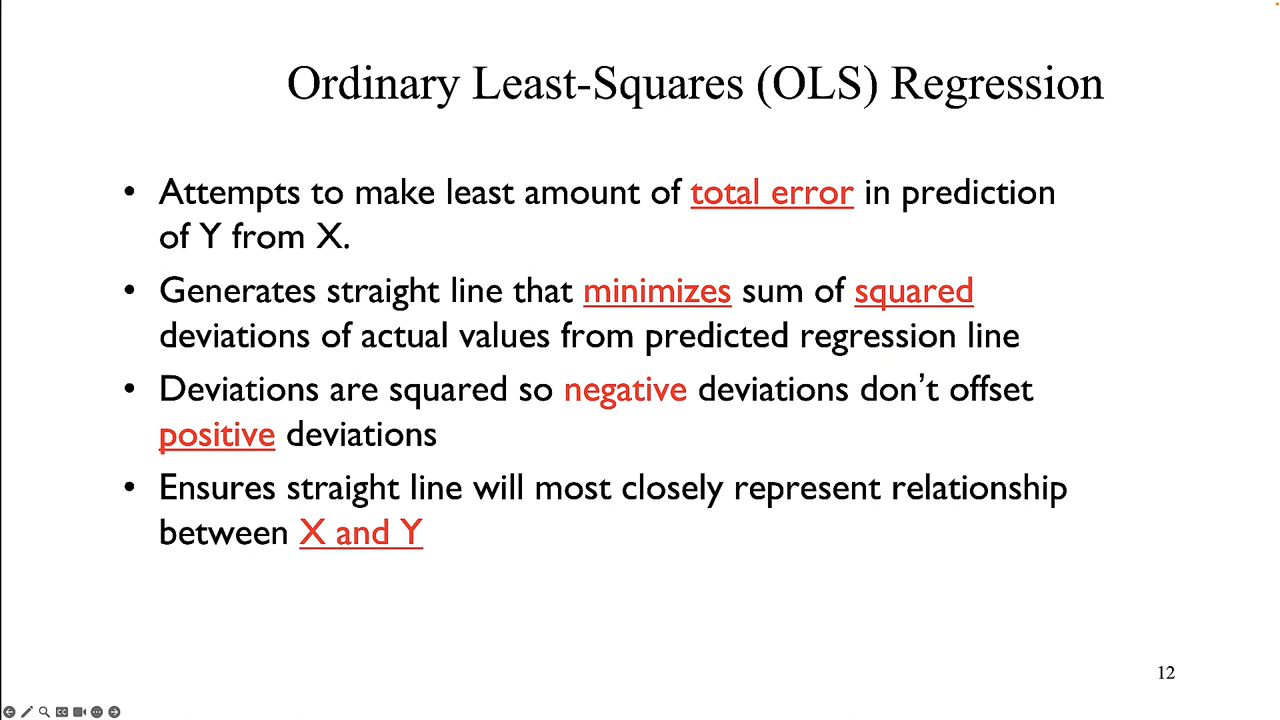 Ordinary Least-Squares (OLS) Regression
• Attempts to make least amount of total error in prediction
of Y from X.
• Generates straight line that minimizes sum of squared
deviations of actual values from predicted regression line
• Deviations are squared so negative deviations don’t offset
positive deviations
• Ensures straight line will most closely represent relationship
between X and Y
12